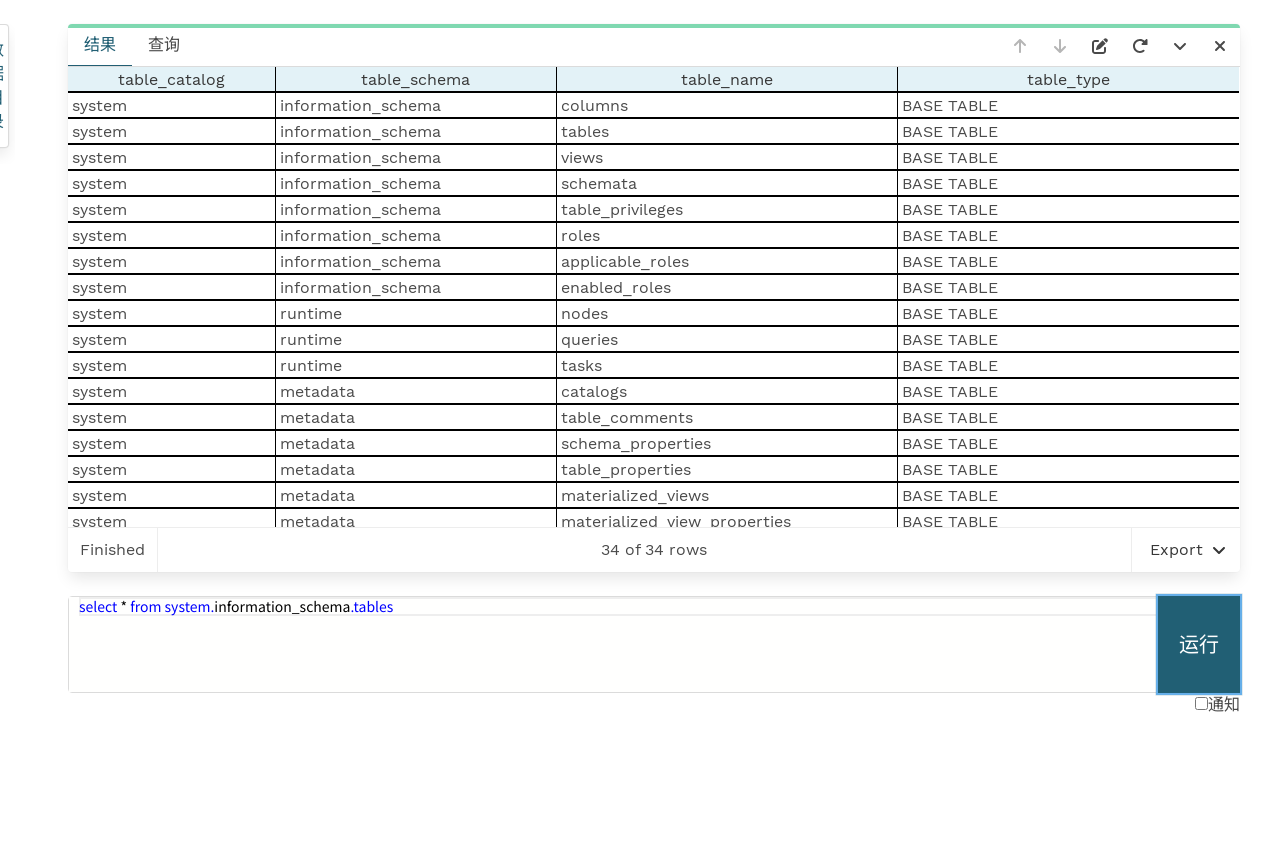 结果 查询
table_catalog table_schema table_name table_type
system information_schema columns BASE TABLE
system information_schema tables BASE TABLE
system information_schema views BASE TABLE
system information_schema schemata BASE TABLE
system information_schema table_privileges BASE TABLE
system information_schema roles BASE TABLE
system information_schema applicable_roles BASE TABLE
system information_schema enabled_roles BASE TABLE
system runtime nodes BASE TABLE
system runtime queries BASE TABLE
system runtime tasks BASE TABLE
system metadata catalogs BASE TABLE
system metadata table_comments BASE TABLE
system metadata schema_properties BASE TABLE
system metadata table_properties BASE TABLE
system metadata materialized_views BASE TABLE
system metadata materialized_view_properties BASE TABLE
Finished 34 of 34 rows Export
select * from system.information_schema.tables
运行
通知